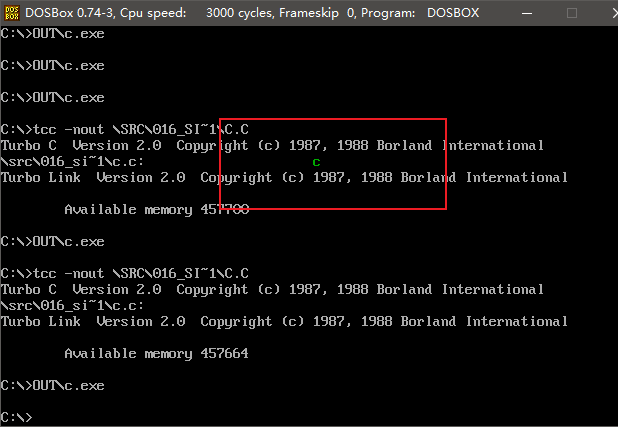 DOSBox 0.74-3, Cpu speed: 3000 cycles, Frameskip 0, Program: DOSBOX
C:\>OUT\c.exe
C:\>OUT\c.exe
C:\>OUT\c.exe
C:\>tcc -nout \SRC\016_SI~1\C.C
Turbo C Version 2.0 Copyright (c) 1987, 1988 Borland International
\src\016_si~1\c.c: c
Turbo Link Version 2.0 Copyright (c) 1987, 1988 Borland International
Available memory 457700
C:\>OUT\c.exe
C:\>tcc -nout \SRC\016_SI~1\C.C
Turbo C Version 2.0 Copyright (c) 1987, 1988 Borland International
\src\016_si~1\c.c:
Turbo Link Version 2.0 Copyright (c) 1987, 1988 Borland International
Available memory 457664
C:\>OUT\c.exe
C:\>